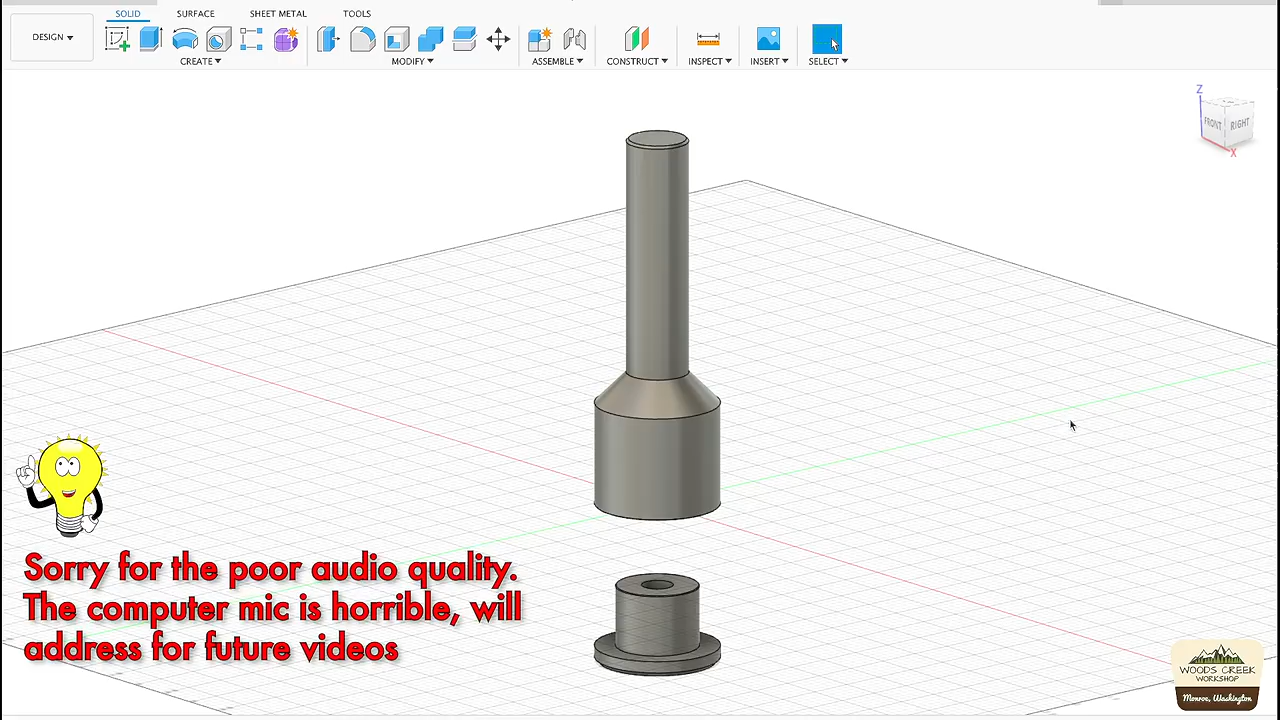 SOLID
SURFACE
SHEET METAL
TOOLS
DESIGN
CREATE
MODIFY
ASSEMBLE
CONSTRUCT
INSPECT
INSERT
SELECT
Z
FRONT
RIGHT
X
Sorry for the poor audio quality.
The computer mic is horrible, will
address for future videos
WOODS CREEK
WORKSHOP
Monroe, Washington